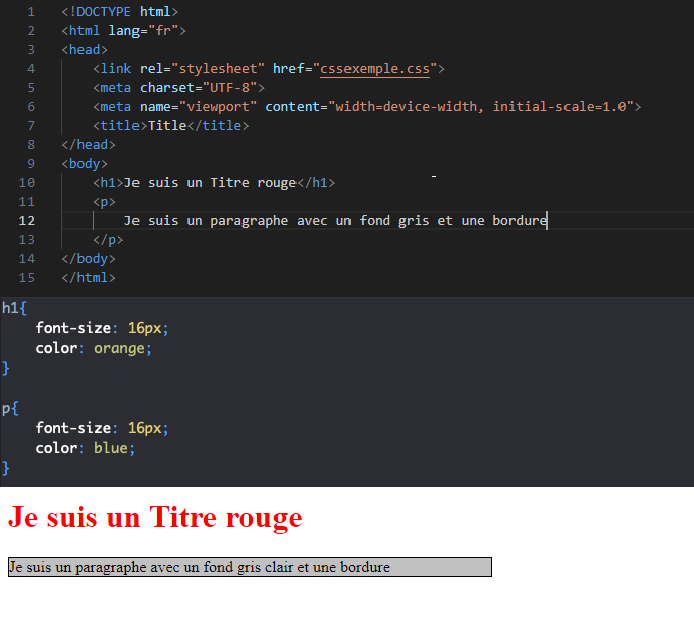 1 <!DOCTYPE html>
2 <html lang="fr">
3 <head>
4 <link rel="stylesheet" href="cssexemple.css">
5 <meta charset="UTF-8">
6 <meta name="viewport" content="width=device-width, initial-scale=1.0">
7 <title>Title</title>
8 </head>
9 <body>
10 <h1>Je suis un Titre rouge</h1>
11 <p>
12 Je suis un paragraphe avec un fond gris et une bordure
13 </p>
14 </body>
15 </html>
h1{
font-size: 16px;
color: orange;
}
p{
font-size: 16px;
color: blue;
}
Je suis un Titre rouge
Je suis un paragraphe avec un fond gris clair et une bordure